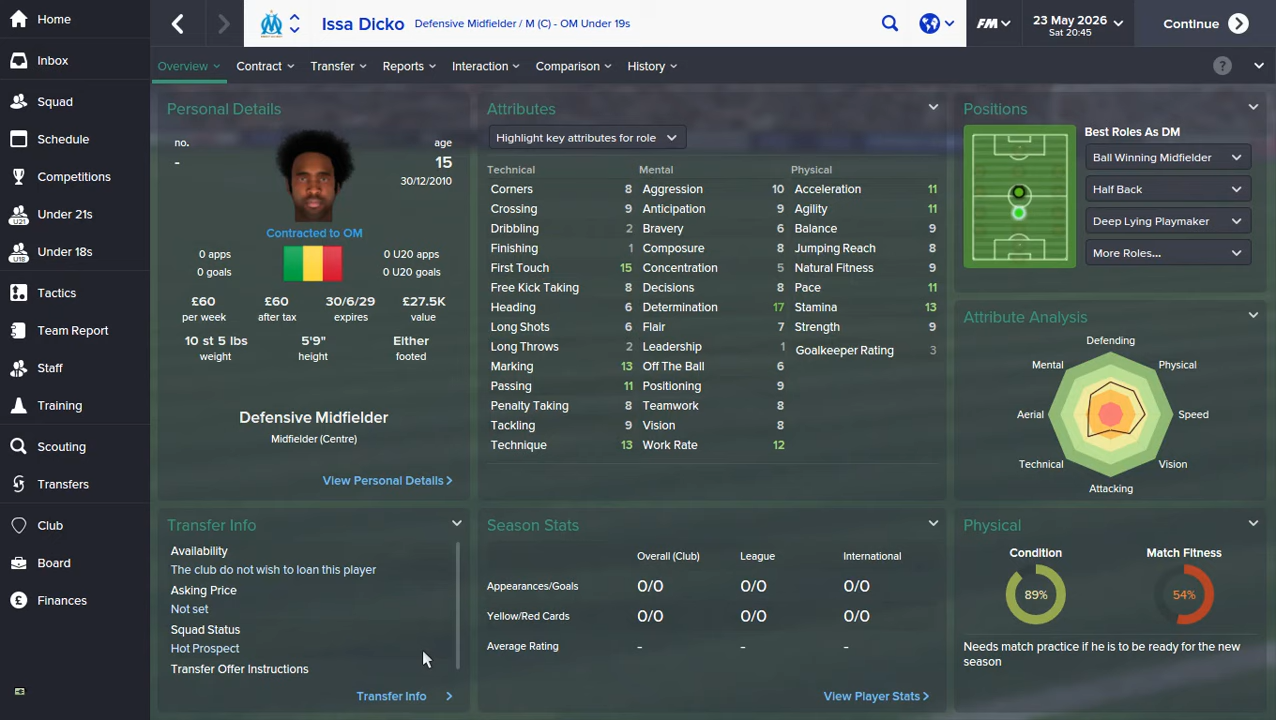 Home
Inbox
Squad
Schedule
Competitions
Under 21s
Under 18s
Tactics
Team Report
Staff
Training
Scouting
Transfers
Club
Board
Finances
Issa Dicko
Defensive Midfielder / M (C) - OM Under 19s
FM
23 May 2026
Sat 20:45
Continue
Overview Contract Transfer Reports Interaction Comparison History
?
Personal Details
no.
-
age
15
30/12/2010
Contracted to OM
0 apps
0 goals
0 U20 apps
0 U20 goals
£60 £60 30/6/29 £27.5K
per week after tax expires value
10 st 5 lbs 5'9" Either
weight height footed
Defensive Midfielder
Midfielder (Centre)
View Personal Details
Attributes
Highlight key attributes for role
Technical Mental Physical
Corners 8 Aggression 10 Acceleration 11
Crossing 9 Anticipation 9 Agility 11
Dribbling 2 Bravery 6 Balance 9
Finishing 1 Composure 8 Jumping Reach 8
First Touch 15 Concentration 5 Natural Fitness 9
Free Kick Taking 8 Decisions 8 Pace 11
Heading 6 Determination 17 Stamina 13
Long Shots 6 Flair 7 Strength 9
Long Throws 2 Leadership 1 Goalkeeper Rating 3
Marking 13 Off The Ball 6
Passing 11 Positioning 9
Penalty Taking 8 Teamwork 8
Tackling 9 Vision 8
Technique 13 Work Rate 12
Positions
Best Roles As DM
Ball Winning Midfielder
Half Back
Deep Lying Playmaker
More Roles...
Attribute Analysis
Defending
Mental Physical
Aerial Speed
Technical Vision
Attacking
Transfer Info
Availability
The club do not wish to loan this player
Asking Price
Not set
Squad Status
Hot Prospect
Transfer Offer Instructions
Transfer Info
Season Stats
Overall (Club) League International
Appearances/Goals 0/0 0/0 0/0
Yellow/Red Cards 0/0 0/0 0/0
Average Rating - - -
View Player Stats
Physical
Condition Match Fitness
89% 54%
Needs match practice if he is to be ready for the new
season